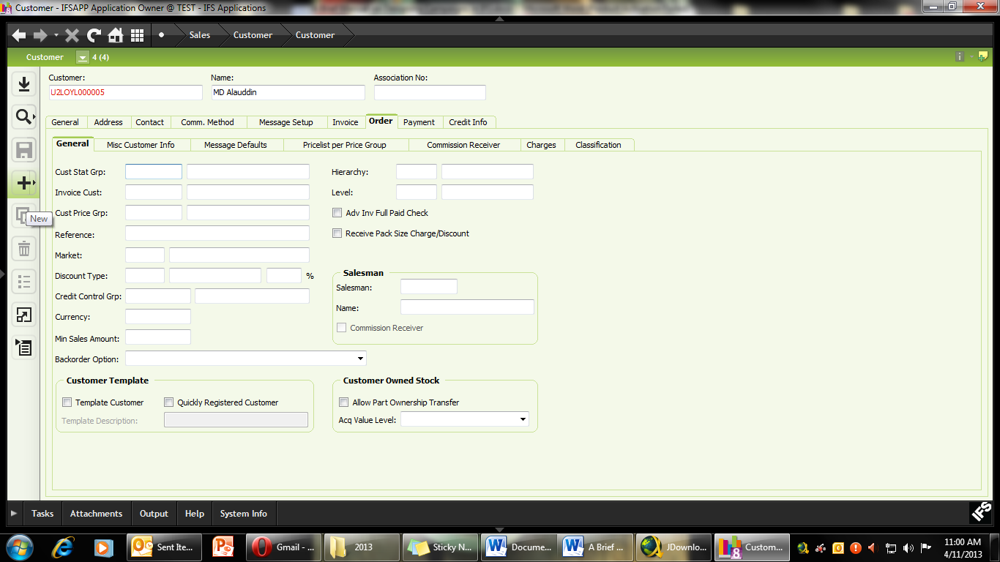 Customer - IFSAPP Application Owner @ TEST - IFS Applications
Sales Customer Customer
Customer 4 (4)
Customer: Name: Association No:
U2LOYL000005 MD Alauddin
General Address Contact Comm. Method Message Setup Invoice Order Payment Credit Info
General Misc Customer Info Message Defaults Pricelist per Price Group Commission Receiver Charges Classification
Cust Stat Grp: Hierarchy:
Invoice Cust: Level:
Cust Price Grp: Adv Inv Full Paid Check
New
Reference: Receive Pack Size Charge/Discount
Market:
Discount Type: % Salesman
Salesman:
Credit Control Grp:
Name:
Currency:
Commission Receiver
Min Sales Amount:
Backorder Option:
Customer Template Customer Owned Stock
Template Customer Quickly Registered Customer Allow Part Ownership Transfer
Template Description: Acq Value Level:
Tasks Attachments Output Help System Info IFS
Sent Ite... Gmail - ... 2013 Sticky N... Docume... A Brief ... JDownlo... Custom... 11:00 AM
4/11/2013